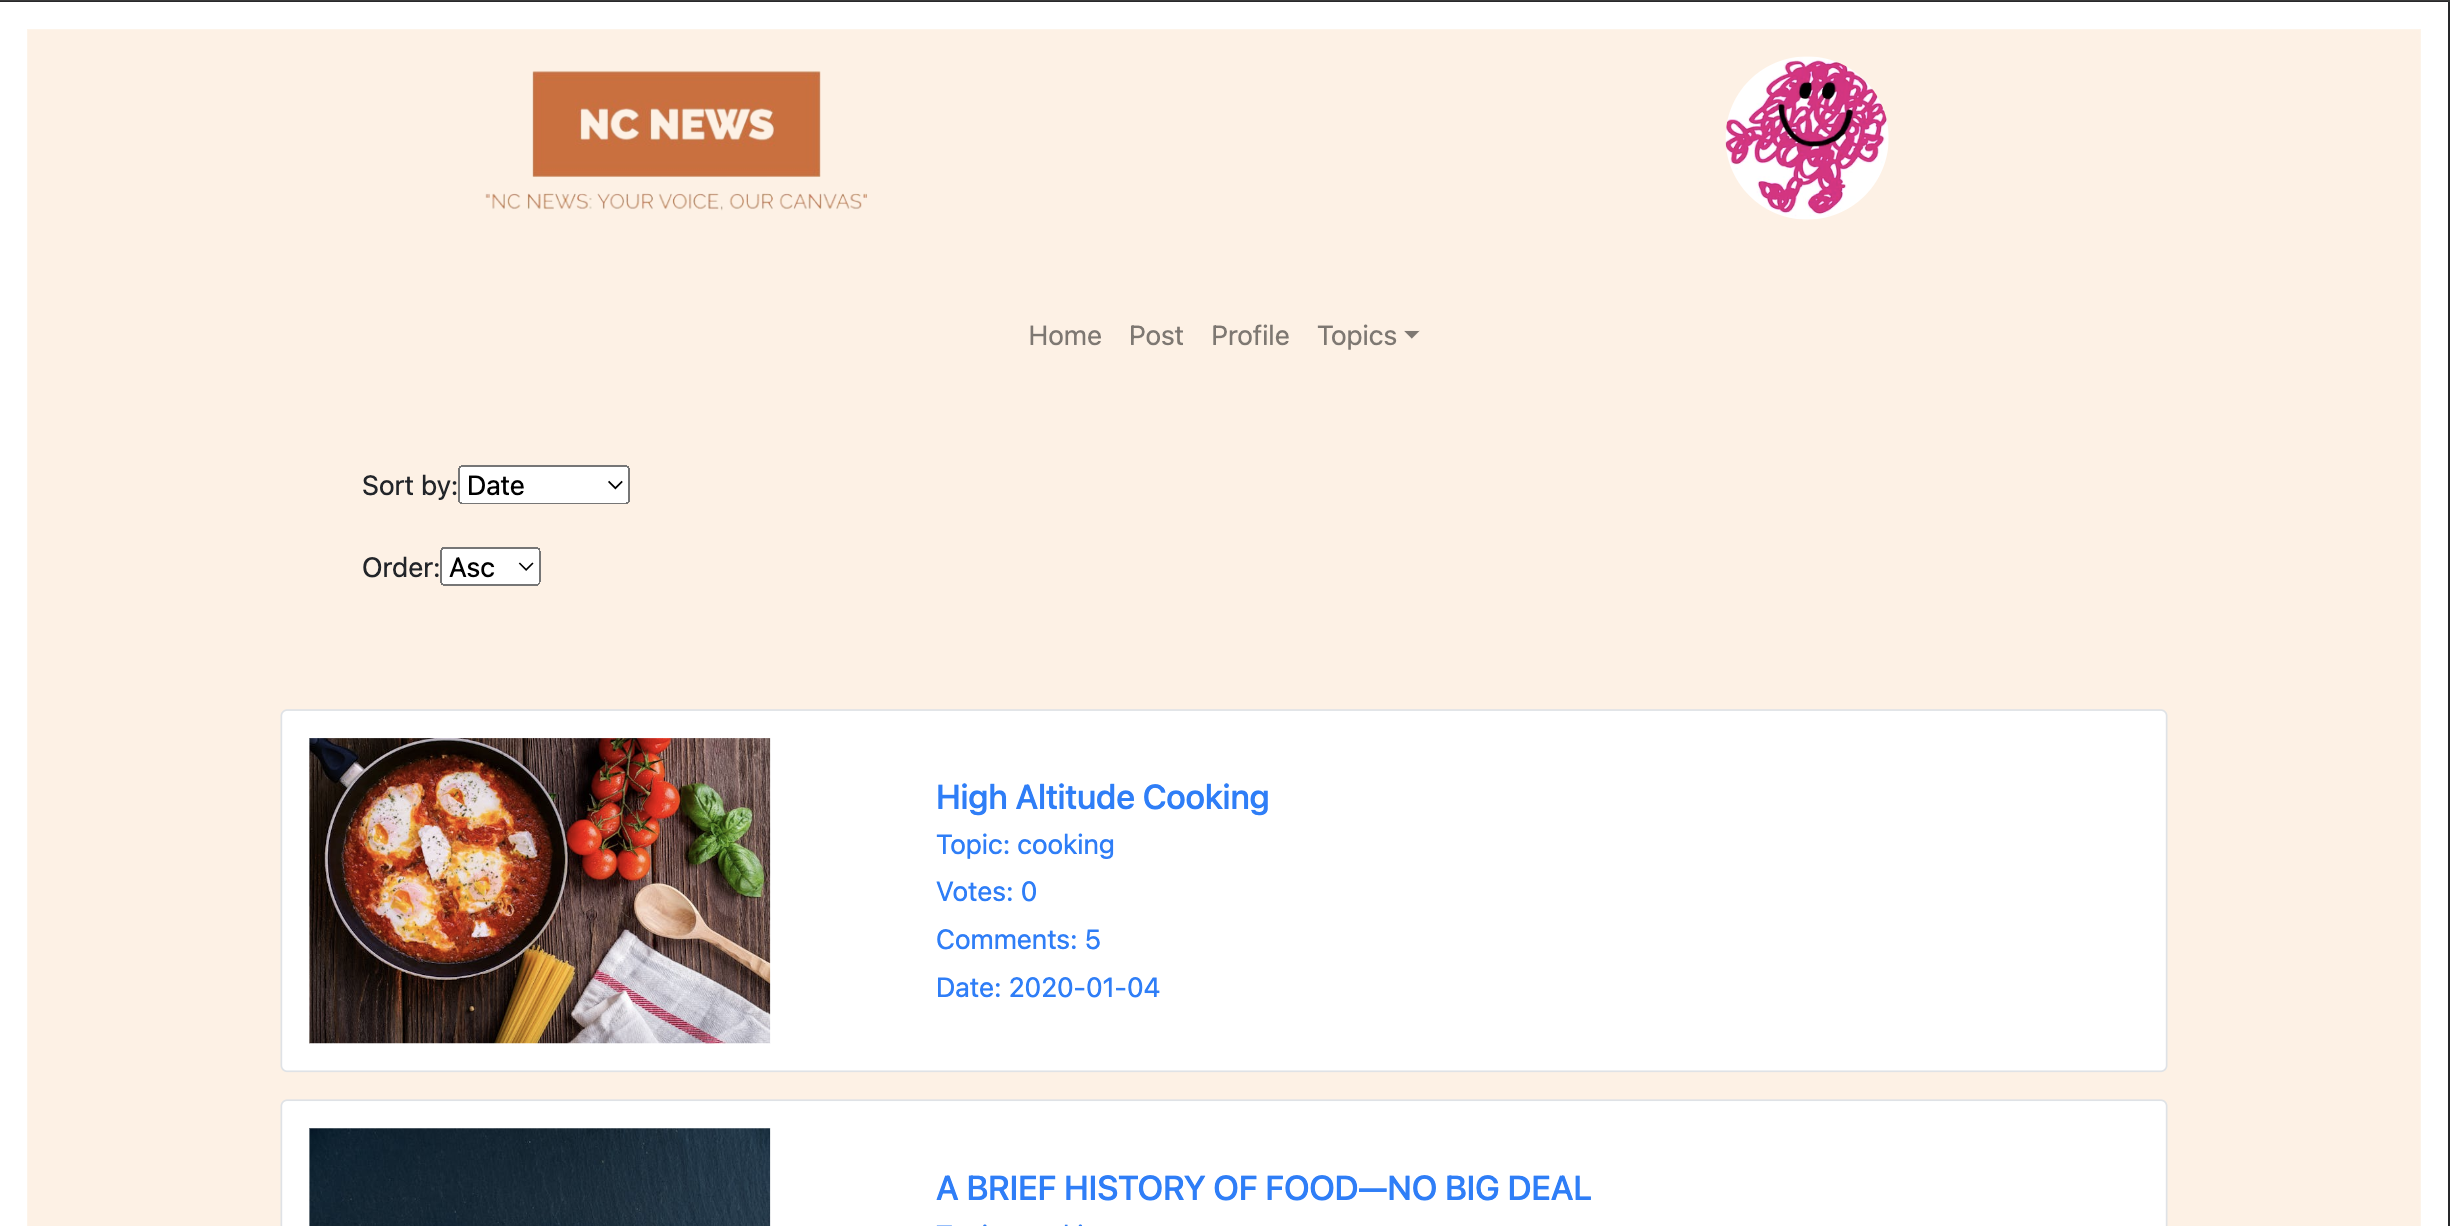 NC NEWS
"NC NEWS: YOUR VOICE, OUR CANVAS"
Home Post Profile Topics
Sort by: Date
Order: Asc
High Altitude Cooking
Topic: cooking
Votes: 0
Comments: 5
Date: 2020-01-04
A BRIEF HISTORY OF FOOD—NO BIG DEAL